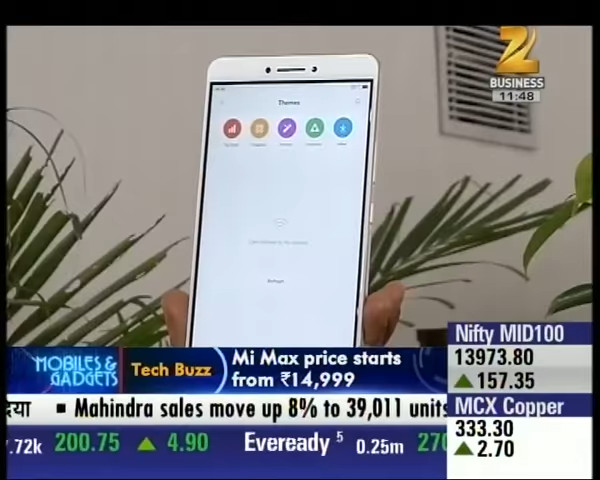 Z
BUSINESS
11:48
Themes
MOBILES &
GADGETS
Tech Buzz
Mi Max price starts
from ₹14,999
Nifty MID100
13973.80
▲ 157.35
MCX Copper
333.30
▲ 2.70
दया ▪ Mahindra sales move up 8% to 39,011 units
.72k 200.75 ▲ 4.90 Eveready 5 0.25m 270